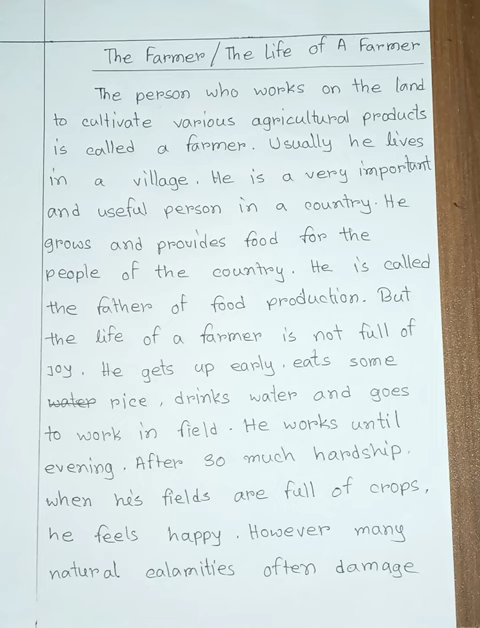 The Farmer / The Life of A Farmer
The person who works on the land
to cultivate various agricultural products
is called a farmer. Usually he lives
in a village. He is a very important
and useful person in a country. He
grows and provides food for the
people of the country. He is called
the father of food production. But
the life of a farmer is not full of
joy. He gets up early, eats some
water rice, drinks water and goes
to work in field. He works until
evening. After so much hardship.
when he's fields are full of crops,
he feels happy. However many
natural calamities often damage